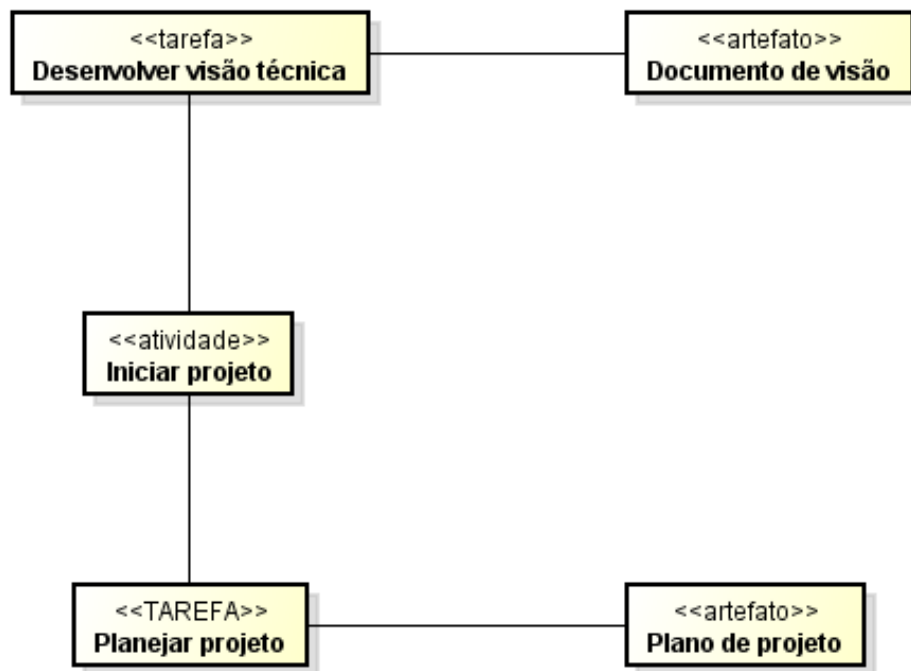 <<tarefa>>
Desenvolver visão técnica
<<artefato>>
Documento de visão
<<atividade>>
Iniciar projeto
<<TAREFA>>
Planejar projeto
<<artefato>>
Plano de projeto